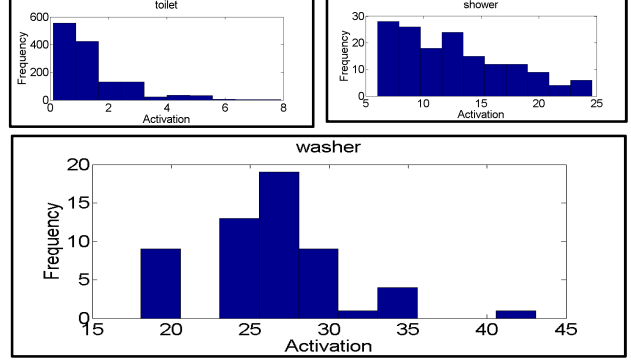 toilet
600
400
200
0
Frequency
0 2 4 6 8
Activation
shower
30
20
10
0
Frequency
5 10 15 20 25
Activation
washer
20
15
10
5
0
Frequency
15 20 25 30 35 40 45
Activation